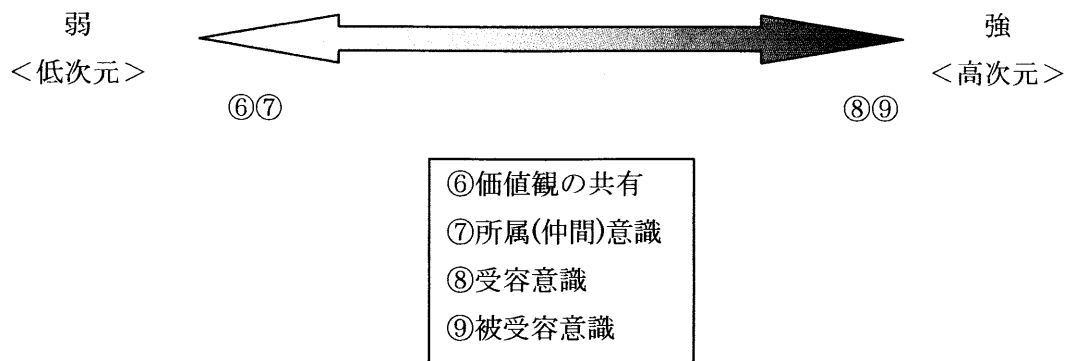 弱 強
<低次元> <高次元>
⑥⑦ ⑧⑨
⑥価値観の共有
⑦所属(仲間)意識
⑧受容意識
⑨被受容意識